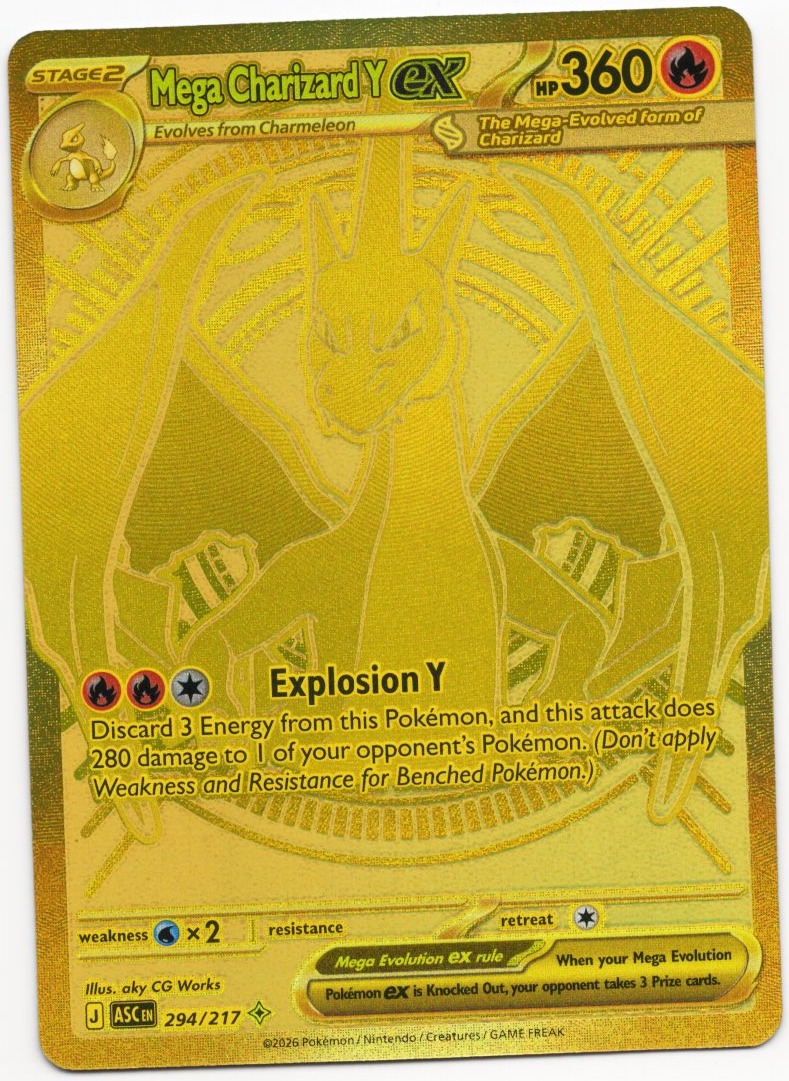 STAGE2 Mega Charizard Y ex HP360
Evolves from Charmeleon
The Mega-Evolved form of
Charizard
Explosion Y
Discard 3 Energy from this Pokémon, and this attack does
280 damage to 1 of your opponent's Pokémon. (Don't apply
Weakness and Resistance for Benched Pokémon.)
weakness ×2 resistance retreat
Mega Evolution ex rule When your Mega Evolution
Pokémon ex is Knocked Out, your opponent takes 3 Prize cards.
Illus. aky CG Works
J ASC EN 294/217
©2026 Pokémon / Nintendo / Creatures / GAME FREAK